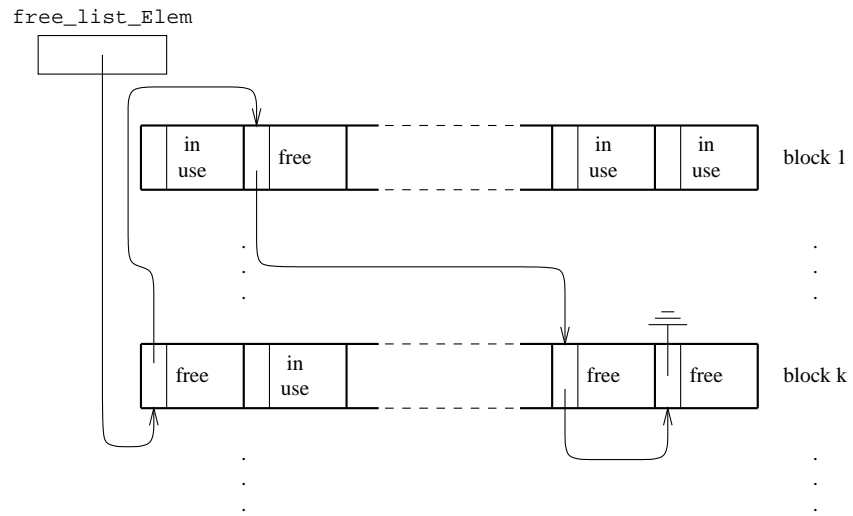 free_list_Elem
in
use
free
in
use
in
use
block 1
.
.
.
.
.
.
free
in
use
free
free
block k
.
.
.
.
.
.